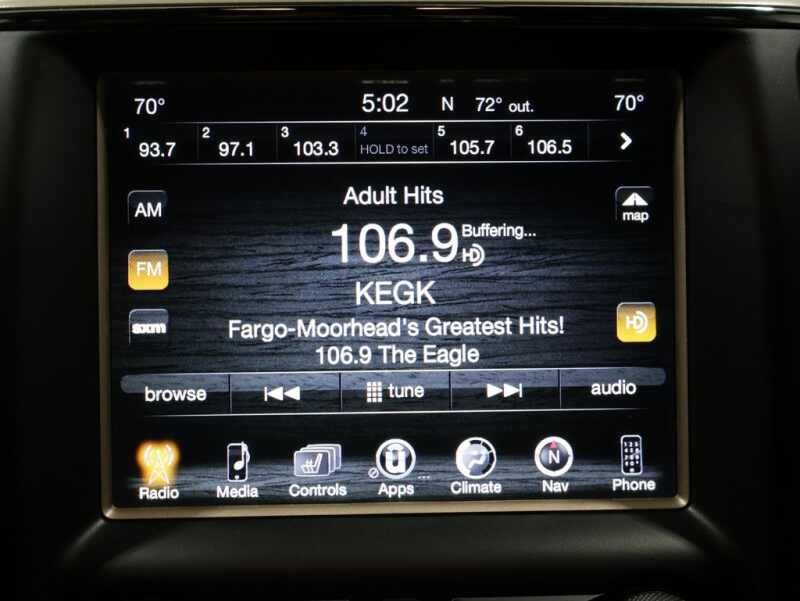 70° 5:02 N 72° out. 70°
1 93.7 2 97.1 3 103.3 4 HOLD to set 5 105.7 6 106.5
AM Adult Hits map
106.9 Buffering...
HD
FM KEGK
sxm Fargo-Moorhead's Greatest Hits! HD
106.9 The Eagle
browse tune audio
N
Radio Media Controls Apps Climate Nav Phone